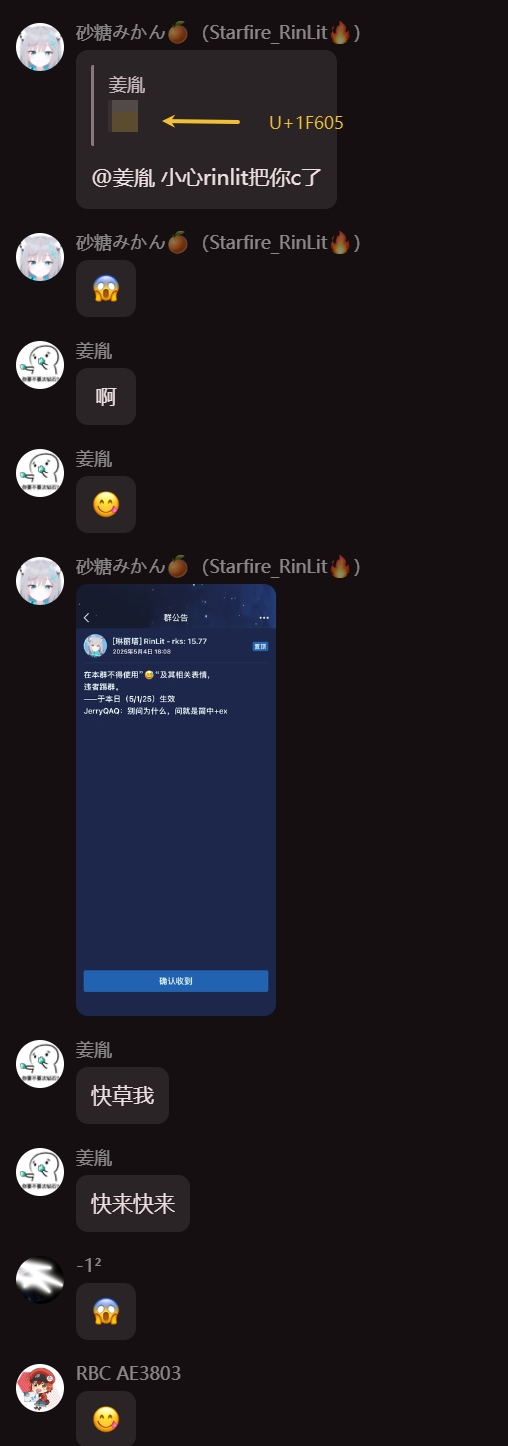 砂糖みかん🍊（Starfire_RinLit🔥）
姜胤
U+1F605
@姜胤 小心rinlit把你c了
砂糖みかん🍊（Starfire_RinLit🔥）
😱
姜胤
啊
姜胤
😋
砂糖みかん🍊（Starfire_RinLit🔥）
群公告
[琳丽塔] RinLit - rks: 15.77
2025年5月4日 16:08
置顶
在本群不得使用"😅"及其相关表情，
违者踢群。
——于本日（5/1/25）生效
JerryQAQ：别问为什么，问就是简中+ex
确认收到
姜胤
快草我
姜胤
快来快来
-1²
😱
RBC AE3803
😋